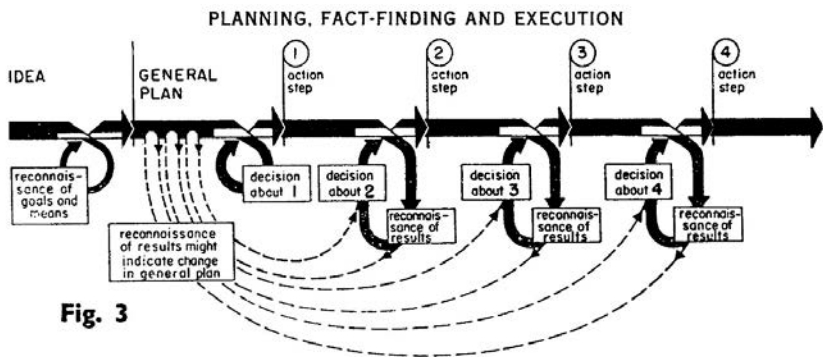 PLANNING, FACT-FINDING AND EXECUTION
IDEA
GENERAL
PLAN
1
action
step
2
action
step
3
action
step
4
action
step
reconnais-
sance of
goals and
means
decision
about 1
decision
about 2
reconnais-
sance of
results
decision
about 3
reconnais-
sance of
results
decision
about 4
reconnais-
sance of
results
reconnaissance
of results might
indicate change
in general plan
Fig. 3